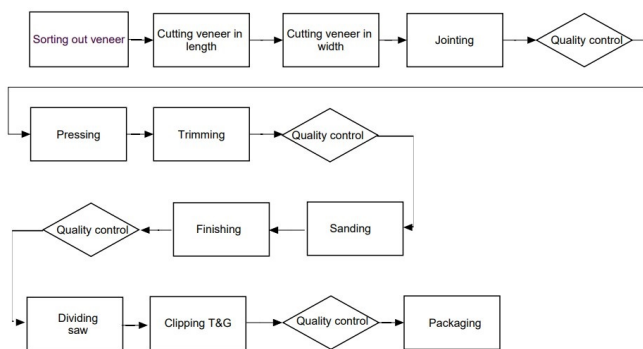 Sorting out veneer
Cutting veneer in
length
Cutting veneer in
width
Jointing
Quality control
Pressing
Trimming
Quality control
Quality control
Finishing
Sanding
Dividing
saw
Clipping T&G
Quality control
Packaging